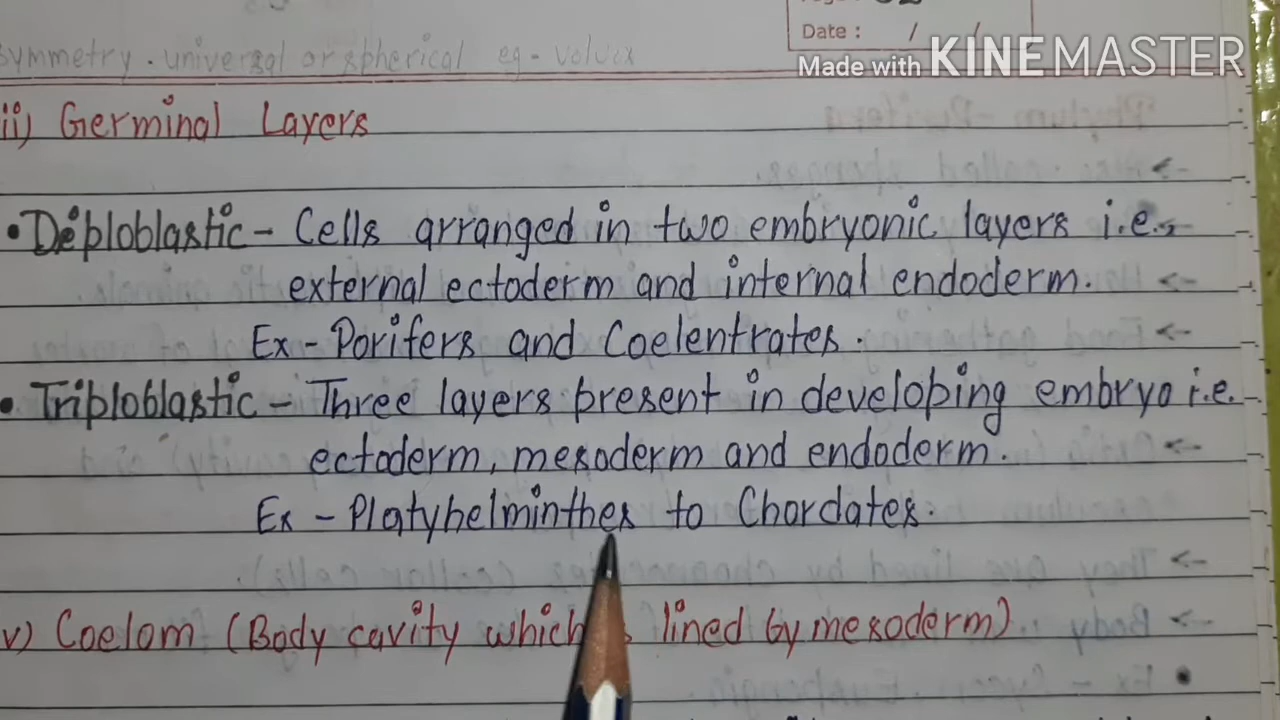 Date : / /
Made with KINEMASTER
symmetry. universal or spherical eg - volvox
ii) Germinal Layers
• Dèploblastic - Cells arranged in two embryonic layers i.e.,
external ectoderm and internal endoderm.
Ex - Porifers and Coelentrates.
• Triploblastic - Three layers present in developing embryo i.e.
ectoderm, mesoderm and endoderm.
Ex - Platyhelminthes to Chordates.
v) Coelom (Body cavity which lined by mesoderm)